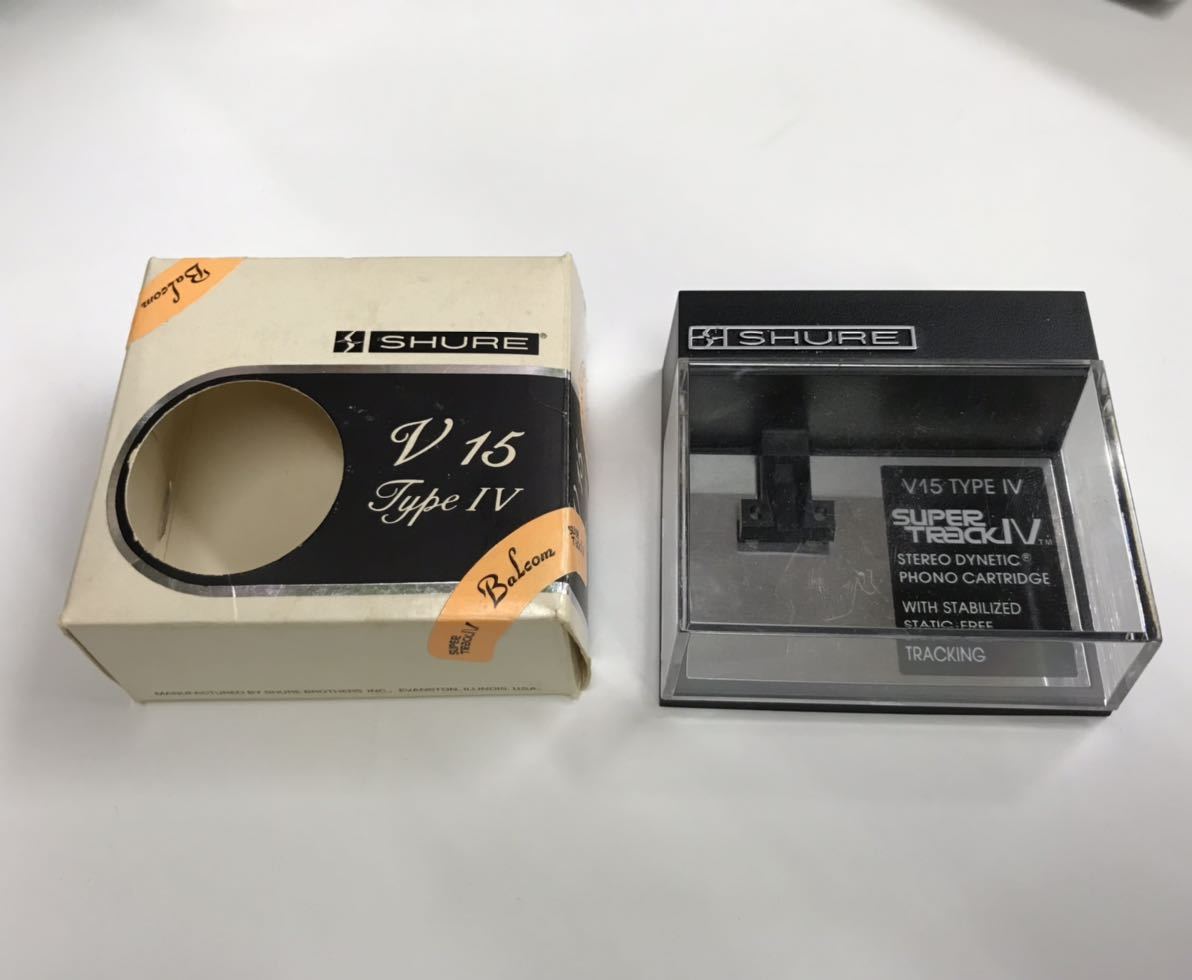 Balcom
SHURE®
V 15
Type IV
Balcom
SUPER
TRACK IV
MANUFACTURED BY SHURE BROTHERS INC., EVANSTON, ILLINOIS, U.S.A.
SHURE
V15 TYPE IV
SUPER
TRACK IV™
STEREO DYNETIC®
PHONO CARTRIDGE
WITH STABILIZED
STATIC-FREE
TRACKING